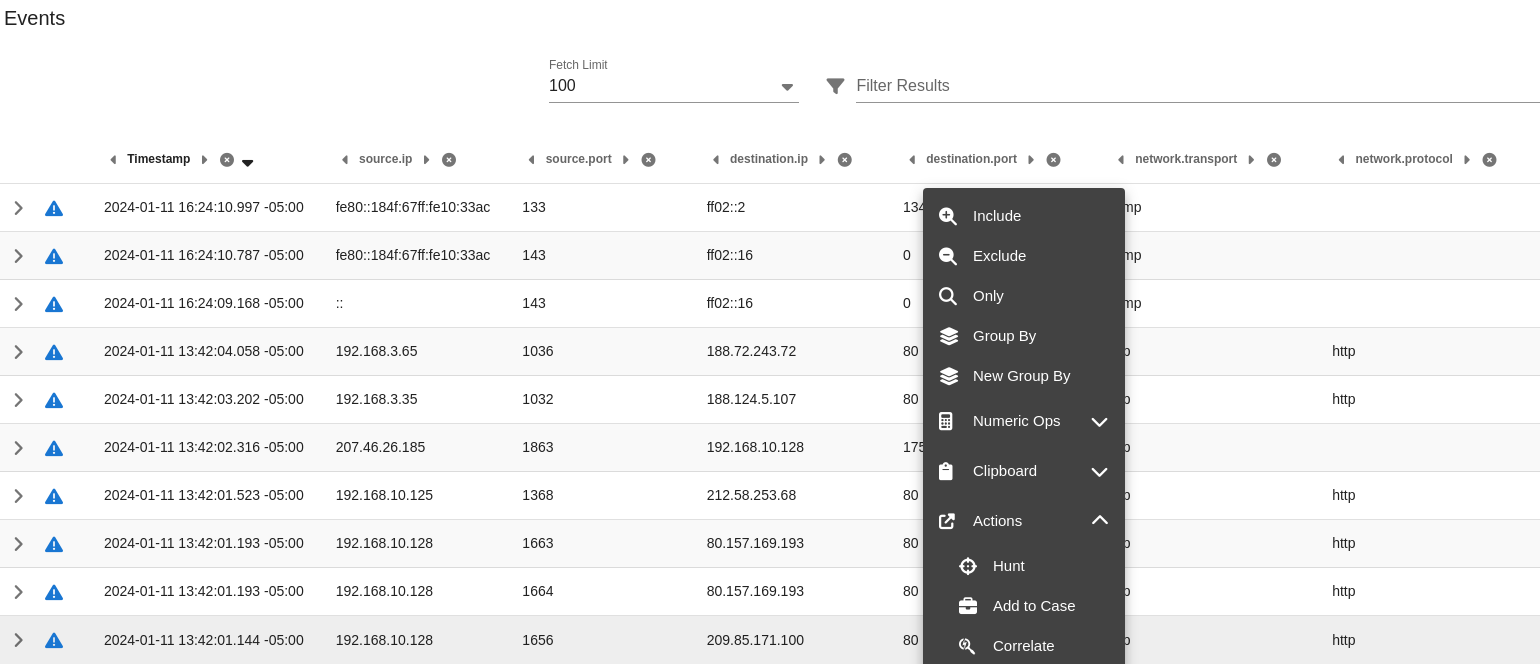 Events
Fetch Limit
100 Filter Results
Timestamp source.ip source.port destination.ip destination.port network.transport network.protocol
2024-01-11 16:24:10.997 -05:00 fe80::184f:67ff:fe10:33ac 133 ff02::2
2024-01-11 16:24:10.787 -05:00 fe80::184f:67ff:fe10:33ac 143 ff02::16 0
2024-01-11 16:24:09.168 -05:00 :: 143 ff02::16 0
2024-01-11 13:42:04.058 -05:00 192.168.3.65 1036 188.72.243.72 80 http
2024-01-11 13:42:03.202 -05:00 192.168.3.35 1032 188.124.5.107 80 http
2024-01-11 13:42:02.316 -05:00 207.46.26.185 1863 192.168.10.128
2024-01-11 13:42:01.523 -05:00 192.168.10.125 1368 212.58.253.68 80 http
2024-01-11 13:42:01.193 -05:00 192.168.10.128 1663 80.157.169.193 80 http
2024-01-11 13:42:01.193 -05:00 192.168.10.128 1664 80.157.169.193 80 http
2024-01-11 13:42:01.144 -05:00 192.168.10.128 1656 209.85.171.100 80 http
Include
Exclude
Only
Group By
New Group By
Numeric Ops
Clipboard
Actions
Hunt
Add to Case
Correlate